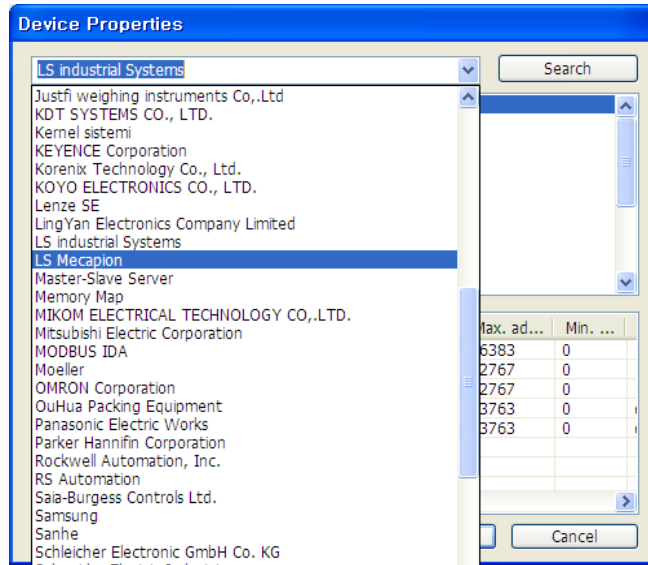 Device Properties
LS industrial Systems
Search
Justfi weighing instruments Co,.Ltd
KDT SYSTEMS CO., LTD.
Kernel sistemi
KEYENCE Corporation
Korenix Technology Co., Ltd.
KOYO ELECTRONICS CO., LTD.
Lenze SE
LingYan Electronics Company Limited
LS industrial Systems
LS Mecapion
Master-Slave Server
Memory Map
MIKOM ELECTRICAL TECHNOLOGY CO,.LTD.
Mitsubishi Electric Corporation
MODBUS IDA
Moeller
OMRON Corporation
OuHua Packing Equipment
Panasonic Electric Works
Parker Hannifin Corporation
Rockwell Automation, Inc.
RS Automation
Saia-Burgess Controls Ltd.
Samsung
Sanhe
Schleicher Electronic GmbH Co. KG
Max. ad... Min. ...
6383 0
2767 0
2767 0
3763 0
3763 0
Cancel